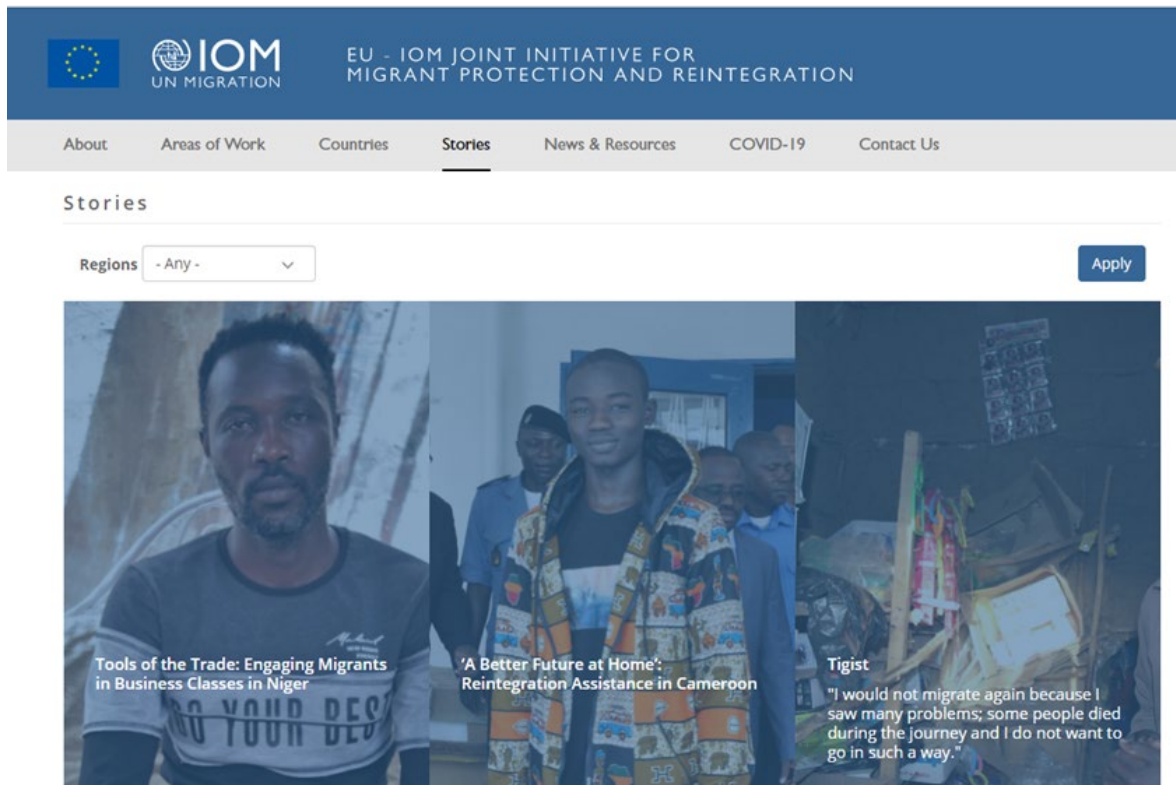 IOM
UN MIGRATION
EU - IOM JOINT INITIATIVE FOR
MIGRANT PROTECTION AND REINTEGRATION
About Areas of Work Countries Stories News & Resources COVID-19 Contact Us
Stories
Regions - Any - Apply
Tools of the Trade: Engaging Migrants
in Business Classes in Niger
DO YOUR BEST
'A Better Future at Home':
Reintegration Assistance in Cameroon
Tigist
"I would not migrate again because I
saw many problems; some people died
during the journey and I do not want to
go in such a way."